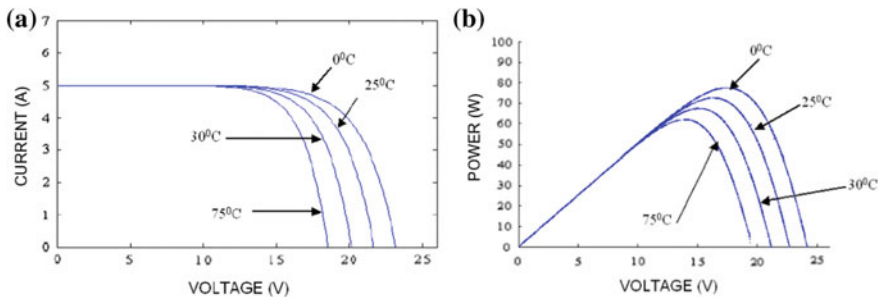 (a)
7
6
5
4
3
2
1
0
CURRENT (A)
0
5
10
15
20
25
VOLTAGE (V)
0⁰C
25⁰C
30⁰C
75⁰C
(b)
100
90
80
70
60
50
40
30
20
10
0
POWER (W)
0
5
10
15
20
25
VOLTAGE (V)
0⁰C
25⁰C
30⁰C
75⁰C